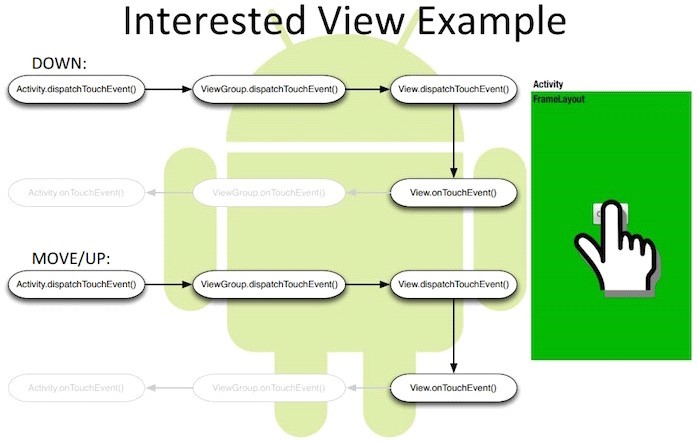 Interested View Example
DOWN:
Activity.dispatchTouchEvent()
ViewGroup.dispatchTouchEvent()
View.dispatchTouchEvent()
Activity
FrameLayout
Activity.onTouchEvent()
ViewGroup.onTouchEvent()
View.onTouchEvent()
MOVE/UP:
Activity.dispatchTouchEvent()
ViewGroup.dispatchTouchEvent()
View.dispatchTouchEvent()
Activity.onTouchEvent()
ViewGroup.onTouchEvent()
View.onTouchEvent()